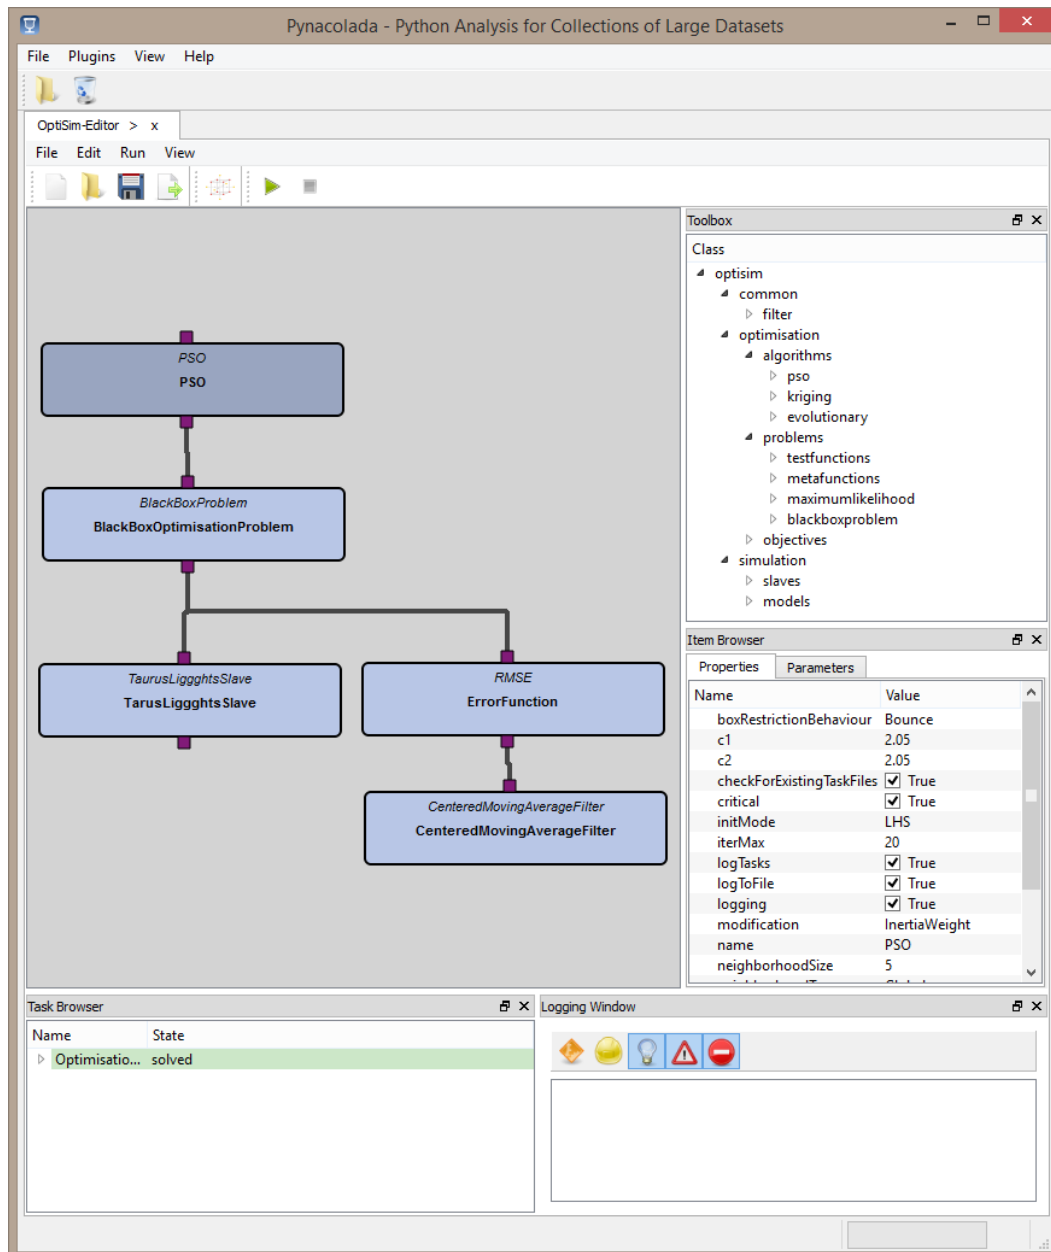 Pynacolada - Python Analysis for Collections of Large Datasets
File Plugins View Help
OptiSim-Editor > x
File Edit Run View
PSO
PSO
BlackBoxProblem
BlackBoxOptimisationProblem
TaurusLiggghtsSlave
TarusLiggghtsSlave
RMSE
ErrorFunction
CenteredMovingAverageFilter
CenteredMovingAverageFilter
Toolbox
Class
optisim
common
filter
optimisation
algorithms
pso
kriging
evolutionary
problems
testfunctions
metafunctions
maximumlikelihood
blackboxproblem
objectives
simulation
slaves
models
Item Browser
Properties Parameters
Name Value
boxRestrictionBehaviour Bounce
c1 2.05
c2 2.05
checkForExistingTaskFiles True
critical True
initMode LHS
iterMax 20
logTasks True
logToFile True
logging True
modification InertiaWeight
name PSO
neighborhoodSize 5
Task Browser
Name State
Optimisatio... solved
Logging Window